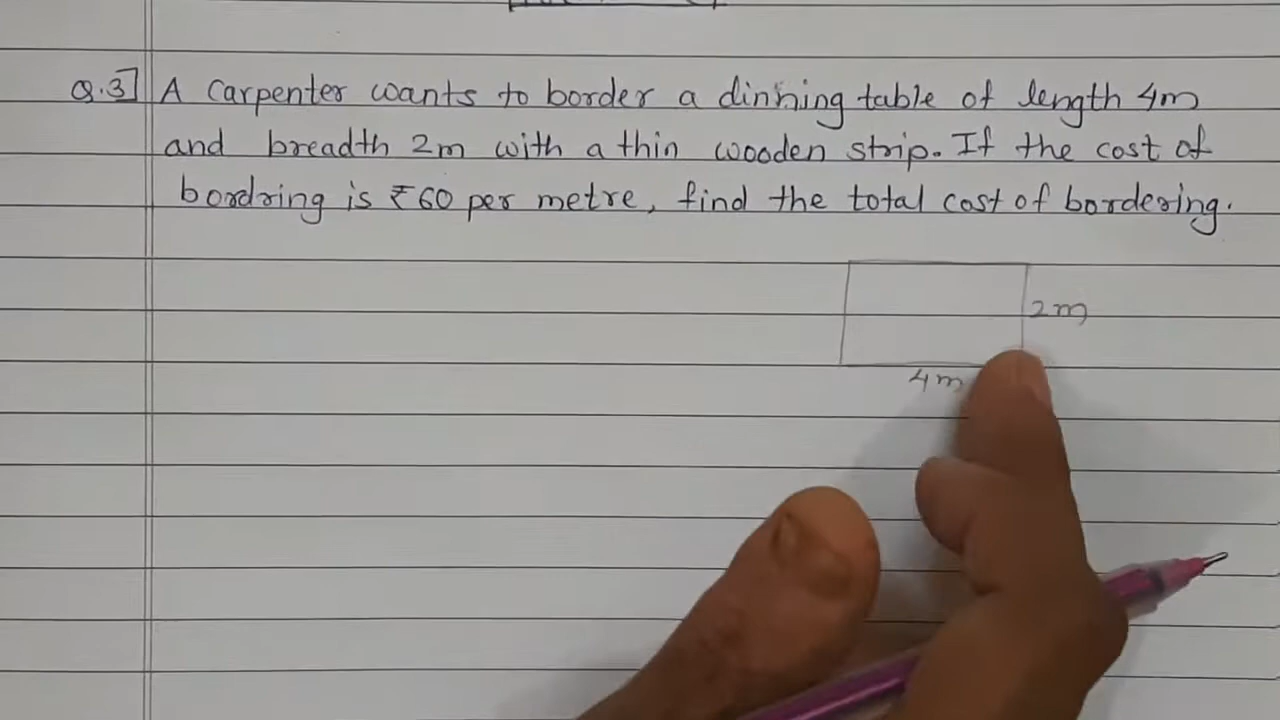 Q.3] A carpenter wants to border a dinning table of length 4m
and breadth 2m with a thin wooden strip. If the cost of
bordring is ₹60 per metre, find the total cost of bordering.
2m
4m